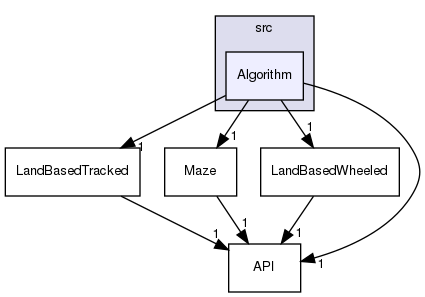 src
Algorithm
1
1
1
LandBasedTracked
Maze
LandBasedWheeled
1
1
1
1
API